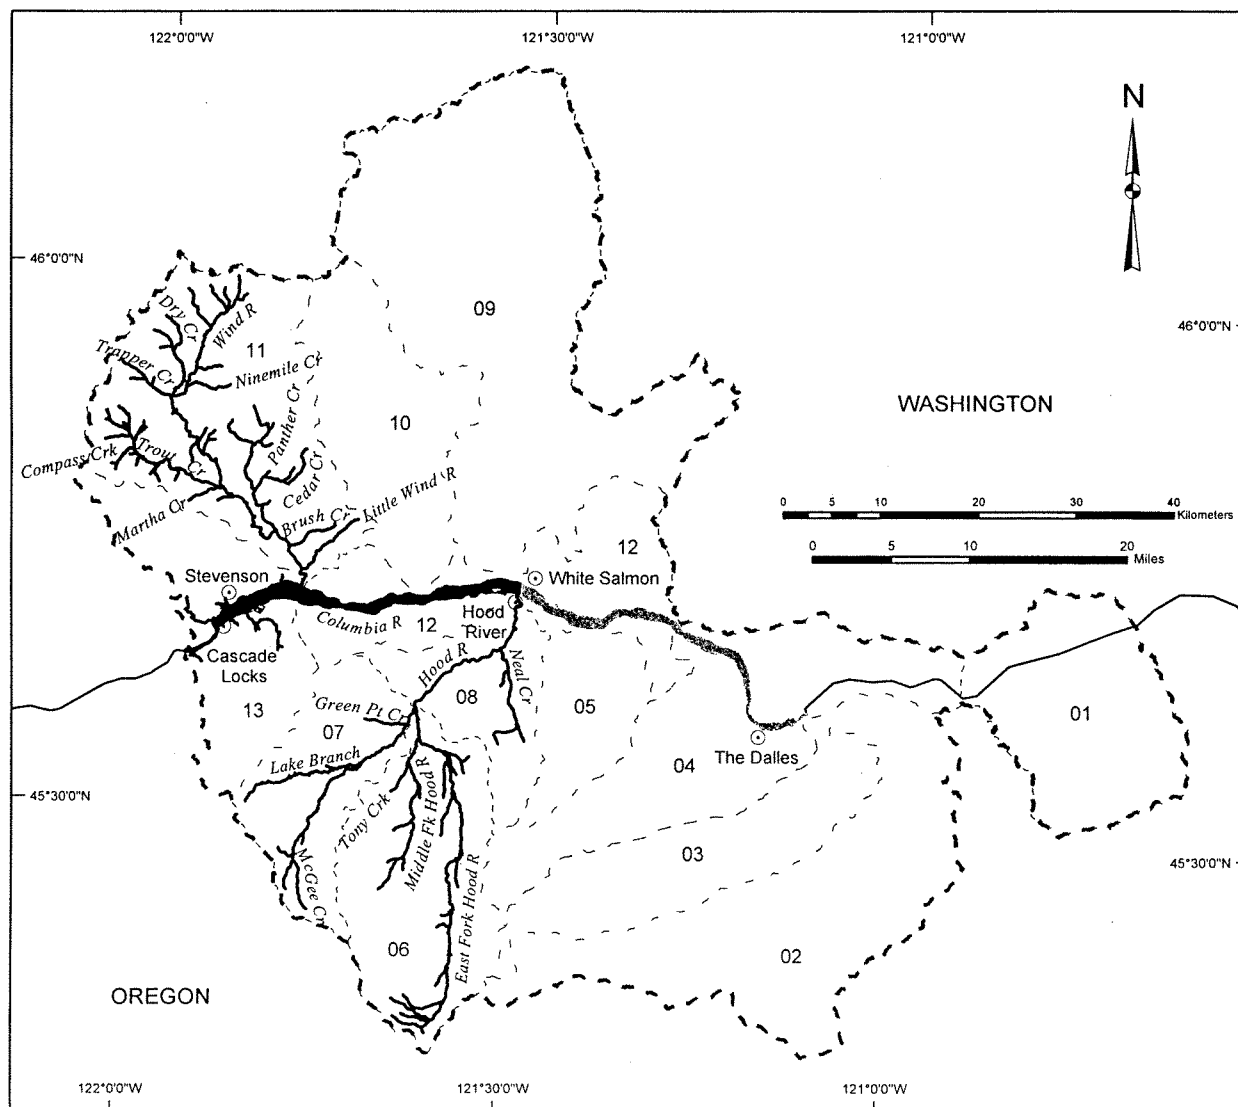 122°0'0"W
121°30'0"W
121°0'0"W
N
46°0'0"N
46°0'0"N
09
Dry Cr
Wind R
11
Trapper Cr
Ninemile Cr
WASHINGTON
10
Panther Cr
Compass Crk
Trout Cr
Cedar Cr
Little Wind R
Martha Cr
Brush Cr
0 5 10 20 30 40
Kilometers
0 5 10 20
Miles
12
Stevenson
White Salmon
Columbia R
12
Hood
River
Cascade
Locks
Hood R
Neal Cr
13
Green Pt Cr
08
05
01
07
The Dalles
Lake Branch
04
45°30'0"N
Tony Crk
Middle Fk Hood R
03
45°30'0"N
McGee Cr
East Fork Hood R
06
02
OREGON
122°0'0"W
121°30'0"W
121°0'0"W